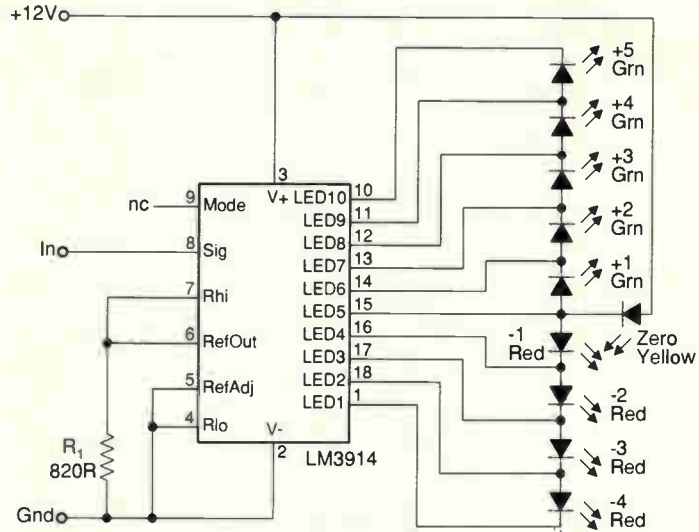 +12V
+5
Grn
+4
Grn
+3
Grn
+2
Grn
+1
Grn
3
V+
LED10 10
LED9 11
LED8 12
LED7 13
LED6 14
LED5 15
LED4 16
LED3 17
LED2 18
LED1 1
nc 9 Mode
In 8 Sig
7 Rhi
6 RefOut
5 RefAdj
4 Rlo
V-
2
LM3914
R1
820R
Gnd
Zero
Yellow
-1
Red
-2
Red
-3
Red
-4
Red